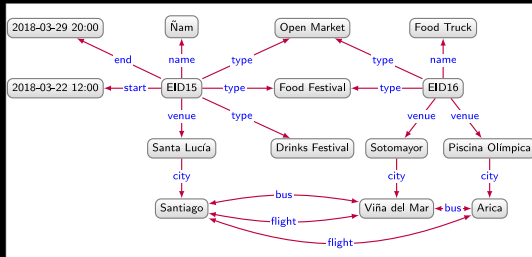 2018-03-29 20:00
Ñam
Open Market
Food Truck
end
name
type
type
name
2018-03-22 12:00
start
EID15
type
Food Festival
type
EID16
venue
type
venue
venue
Santa Lucía
Drinks Festival
Sotomayor
Piscina Olímpica
city
city
city
bus
Santiago
flight
Viña del Mar
bus
Arica
flight